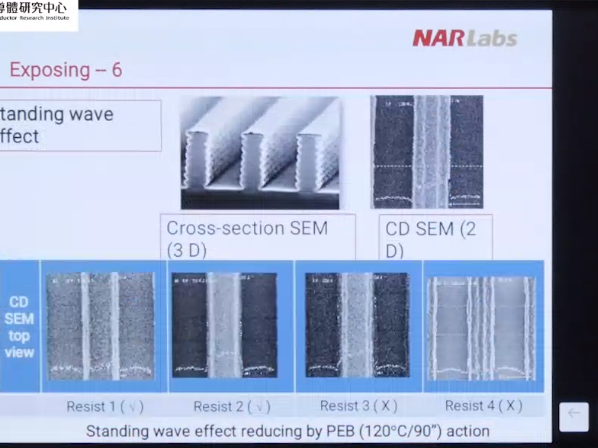 導體研究中心
ductor Research Institute
NARLabs
Exposing – 6
tanding wave
ffect
Cross-section SEM
(3 D)
CD SEM (2
D)
CD
SEM
top
view
Resist 1 ( √ )
Resist 2 ( √ )
Resist 3 ( X )
Resist 4 ( X )
Standing wave effect reducing by PEB (120°C/90”) action